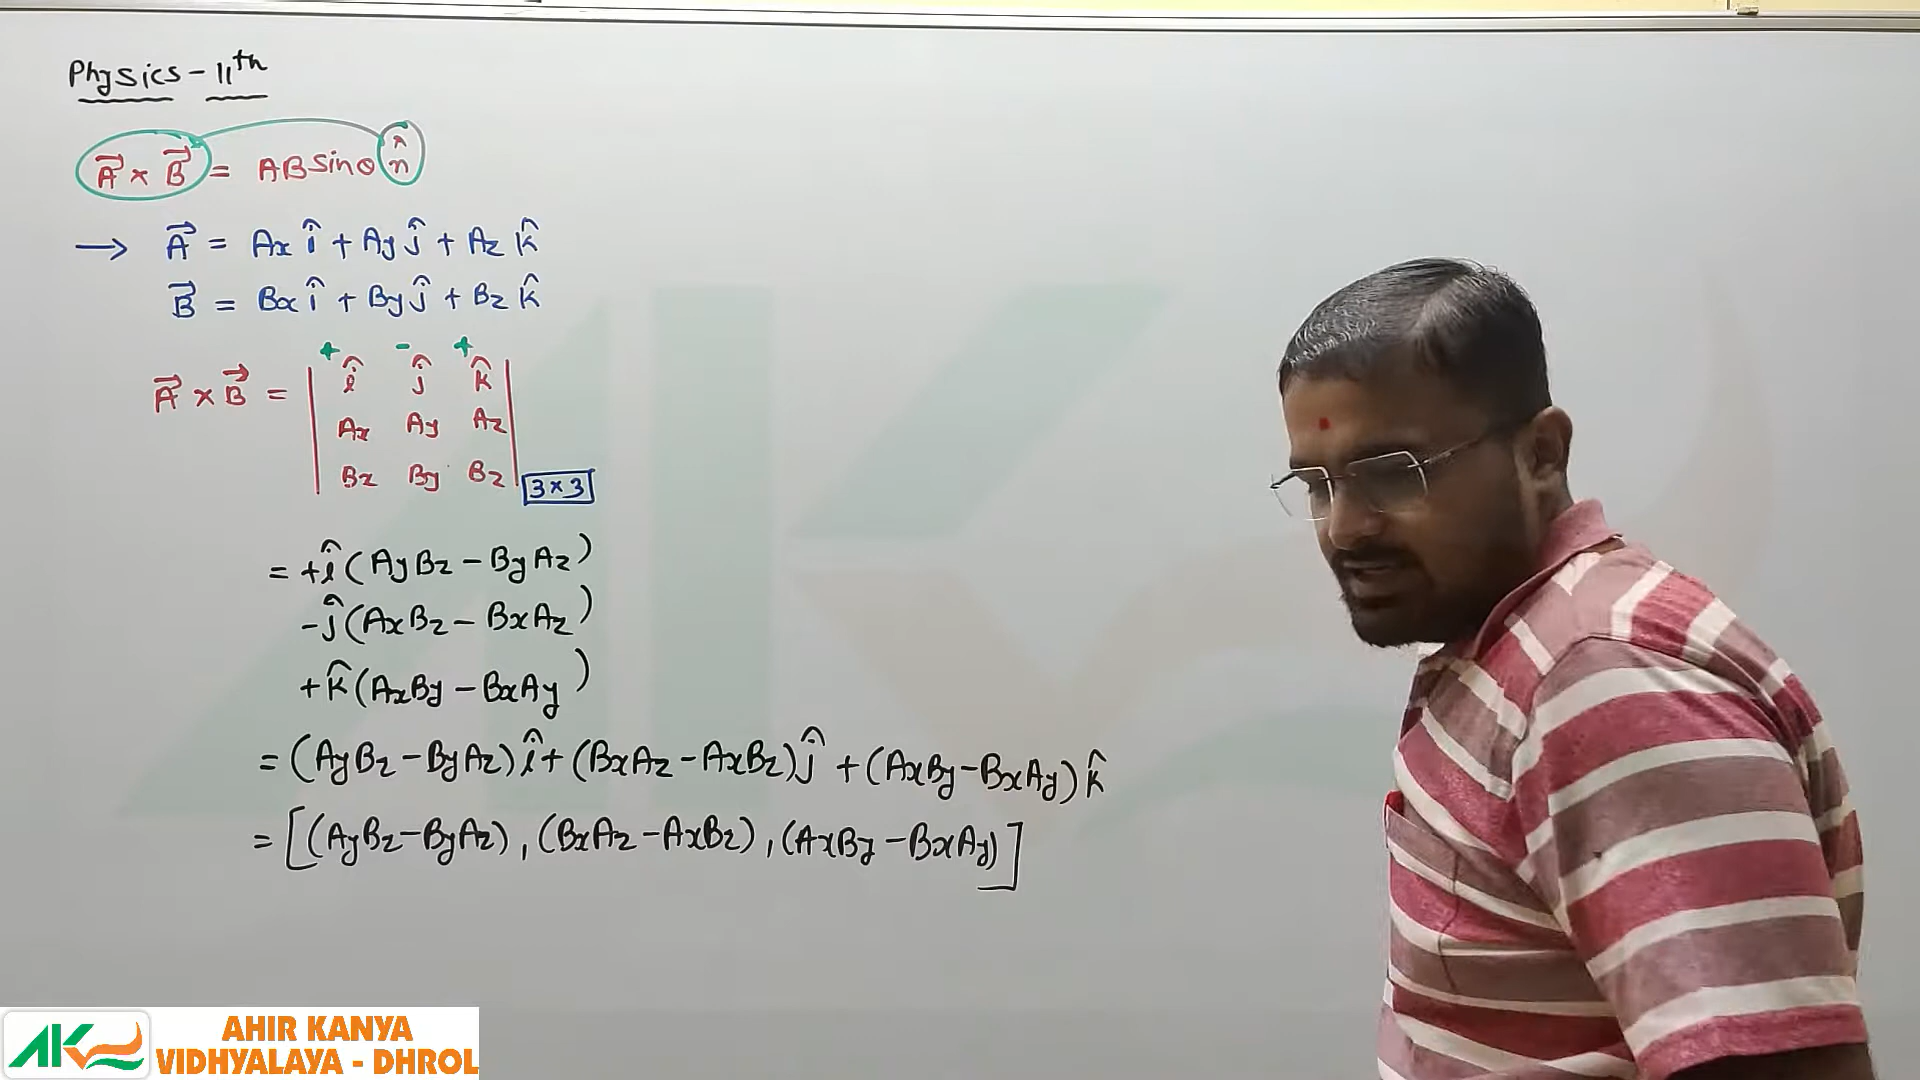 Physics - 11th
A⃗ × B⃗ = AB sinθ n̂
→ A⃗ = Ax î + Ay ĵ + Az k̂
B⃗ = Bx î + By ĵ + Bz k̂
+ - +
î ĵ k̂
A⃗ × B⃗ =
Ax Ay Az
Bx By Bz
3×3
= +î (AyBz - ByAz)
-ĵ (AxBz - BxAz)
+k̂ (AxBy - BxAy)
= (AyBz - ByAz) î + (BxAz - AxBz) ĵ + (AxBy - BxAy) k̂
= [(AyBz - ByAz), (BxAz - AxBz), (AxBy - BxAy)]
AK
AHIR KANYA
VIDHYALAYA - DHROL